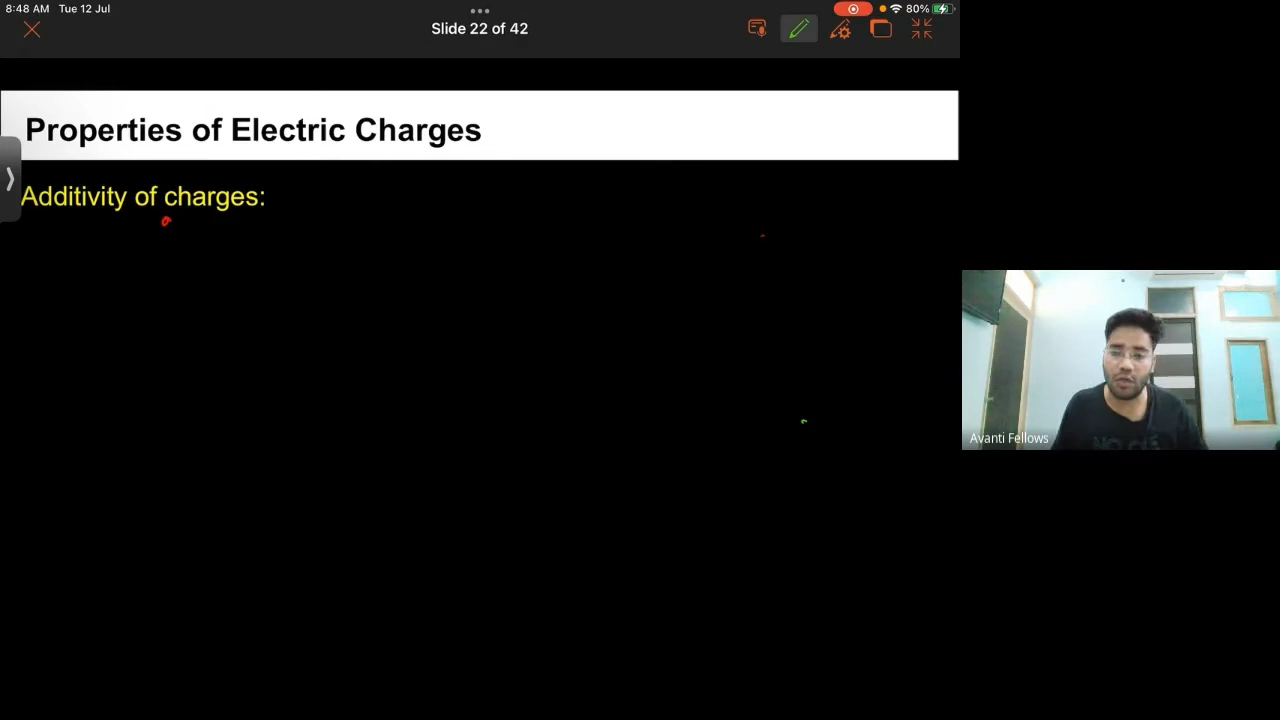 8:48 AM Tue 12 Jul
80%
Slide 22 of 42
Properties of Electric Charges
Additivity of charges:
Avanti Fellows